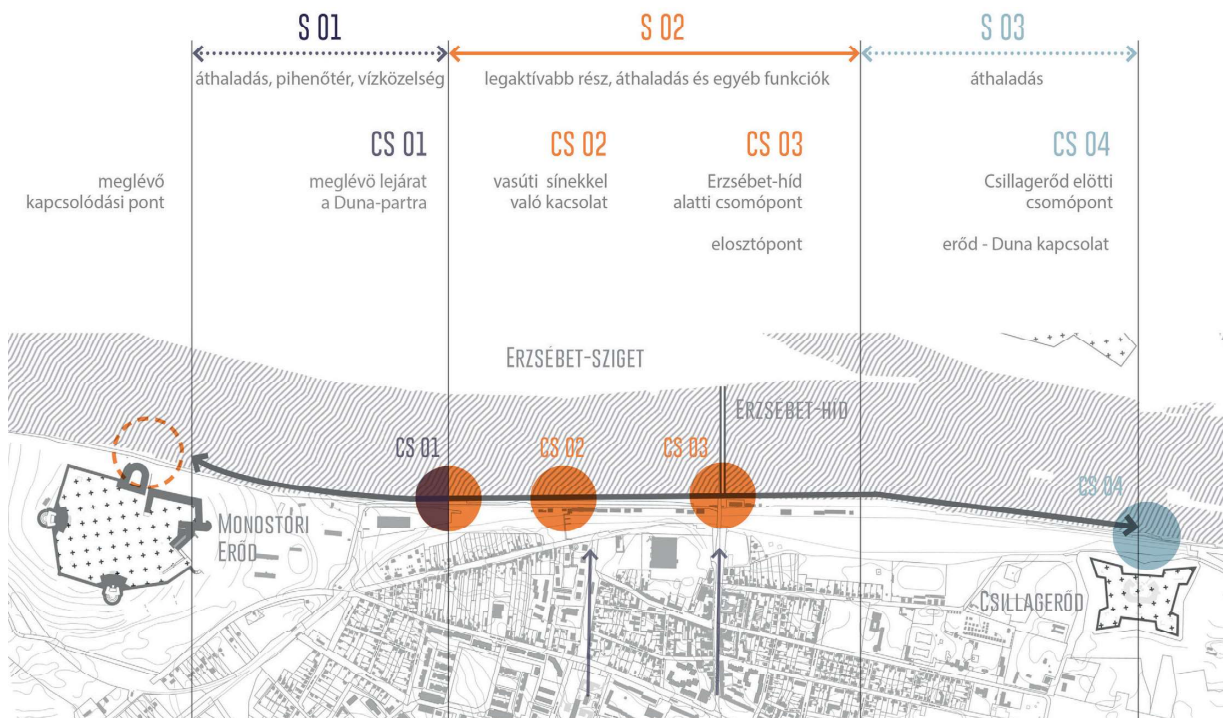 S 01
S 02
S 03
áthaladás, pihenőtér, vízközelség
legaktívabb rész, áthaladás és egyéb funkciók
áthaladás
CS 01
CS 02
CS 03
CS 04
meglévő
kapcsolódási pont
meglévö lejárat
a Duna-partra
vasúti sínekkel
való kacsolat
Erzsébet-híd
alatti csomópont
elosztópont
Csillagerőd elötti
csomópont
erőd - Duna kapcsolat
Erzsébet-sziget
Erzsébet-híd
CS 01
CS 02
CS 03
CS 04
Monostori
Erőd
Csillagerőd